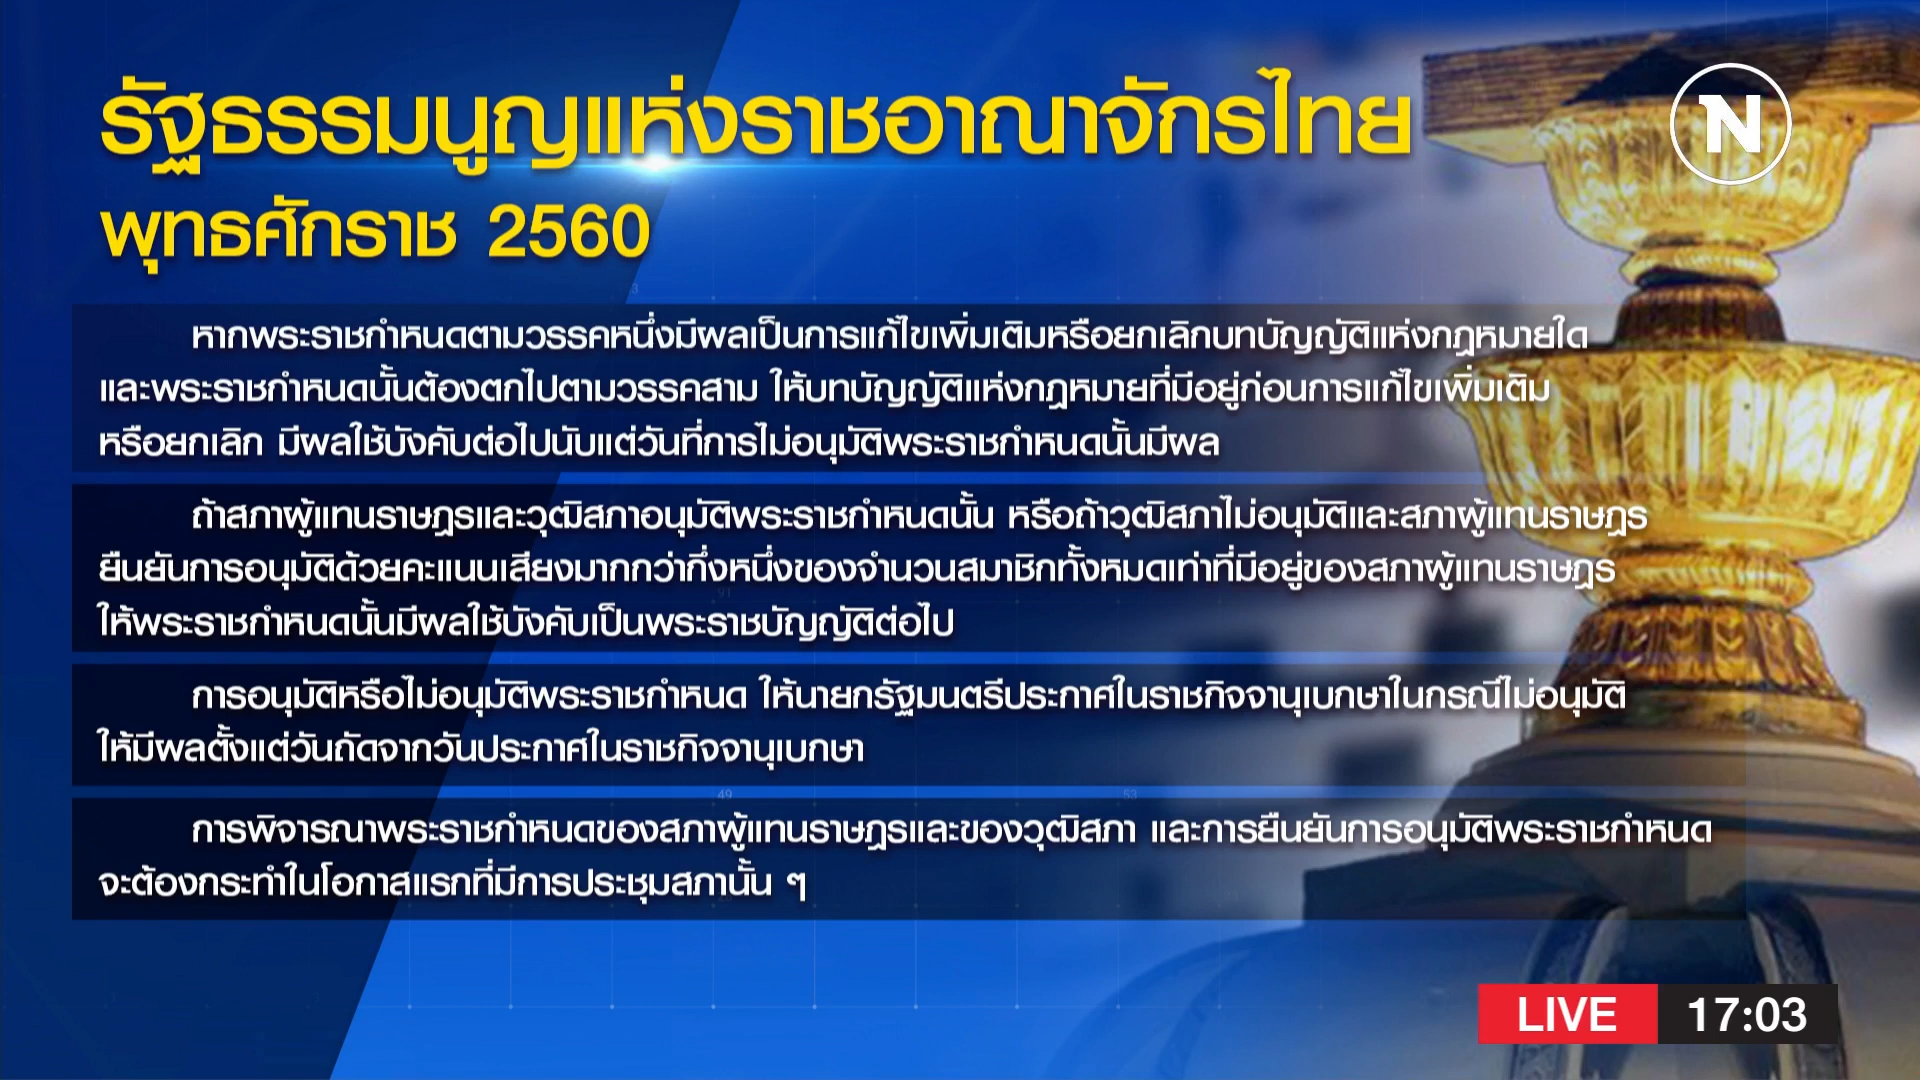 รัฐธรรมนูญแห่งราชอาณาจักรไทย
N
พุทธศักราช 2560
หากพระราชกำหนดตามวรรคหนึ่งมีผลเป็นการแก้ไขเพิ่มเติมหรือยกเลิกบทบัญญัติแห่งกฎหมายใด
และพระราชกำหนดนั้นต้องตกไปตามวรรคสาม ให้บทบัญญัติแห่งกฎหมายที่มีอยู่ก่อนการแก้ไขเพิ่มเติม
หรือยกเลิก มีผลใช้บังคับต่อไปนับแต่วันที่การไม่อนุมัติพระราชกำหนดนั้นมีผล
ถ้าสภาผู้แทนราษฎรและวุฒิสภาอนุมัติพระราชกำหนดนั้น หรือถ้าวุฒิสภาไม่อนุมัติและสภาผู้แทนราษฎร
ยืนยันการอนุมัติด้วยคะแนนเสียงมากกว่ากึ่งหนึ่งของจำนวนสมาชิกทั้งหมดเท่าที่มีอยู่ของสภาผู้แทนราษฎร
ให้พระราชกำหนดนั้นมีผลใช้บังคับเป็นพระราชบัญญัติต่อไป
การอนุมัติหรือไม่อนุมัติพระราชกำหนด ให้นายกรัฐมนตรีประกาศในราชกิจจานุเบกษาในกรณีไม่อนุมัติ
ให้มีผลตั้งแต่วันถัดจากวันประกาศในราชกิจจานุเบกษา
การพิจารณาพระราชกำหนดของสภาผู้แทนราษฎรและของวุฒิสภา และการยืนยันการอนุมัติพระราชกำหนด
จะต้องกระทำในโอกาสแรกที่มีการประชุมสภานั้น ๆ
LIVE 17:03